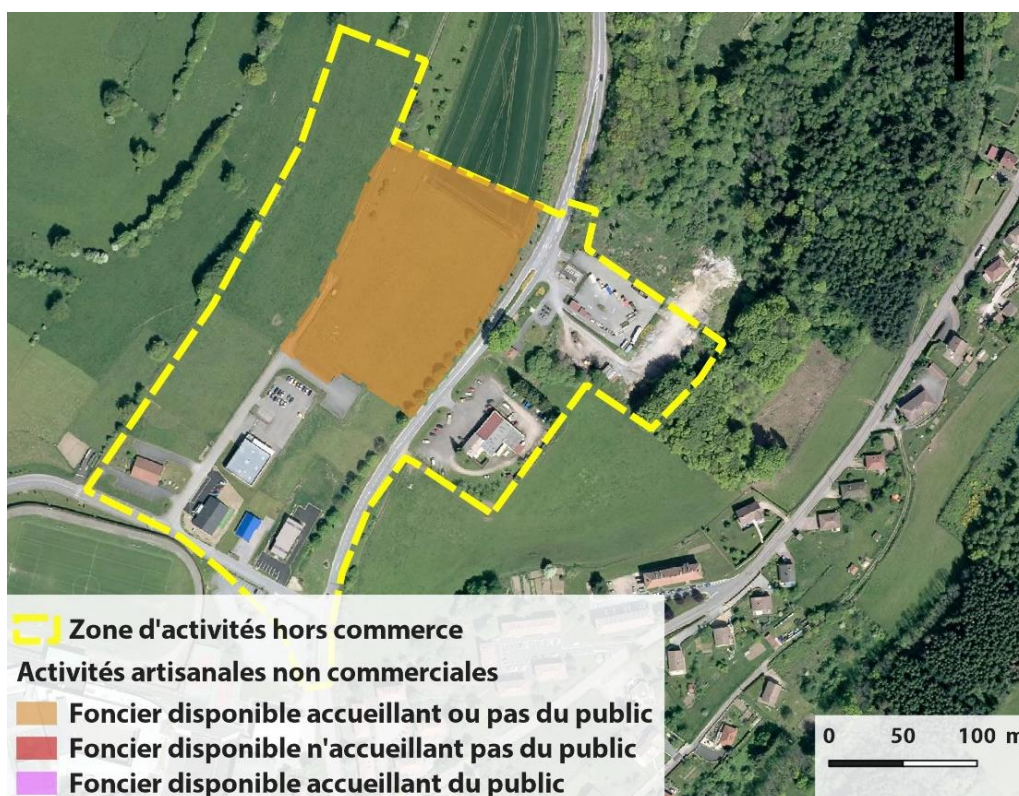 Zone d'activités hors commerce
Activités artisanales non commerciales
Foncier disponible accueillant ou pas du public
Foncier disponible n'accueillant pas du public
Foncier disponible accueillant du public
0 50 100 m